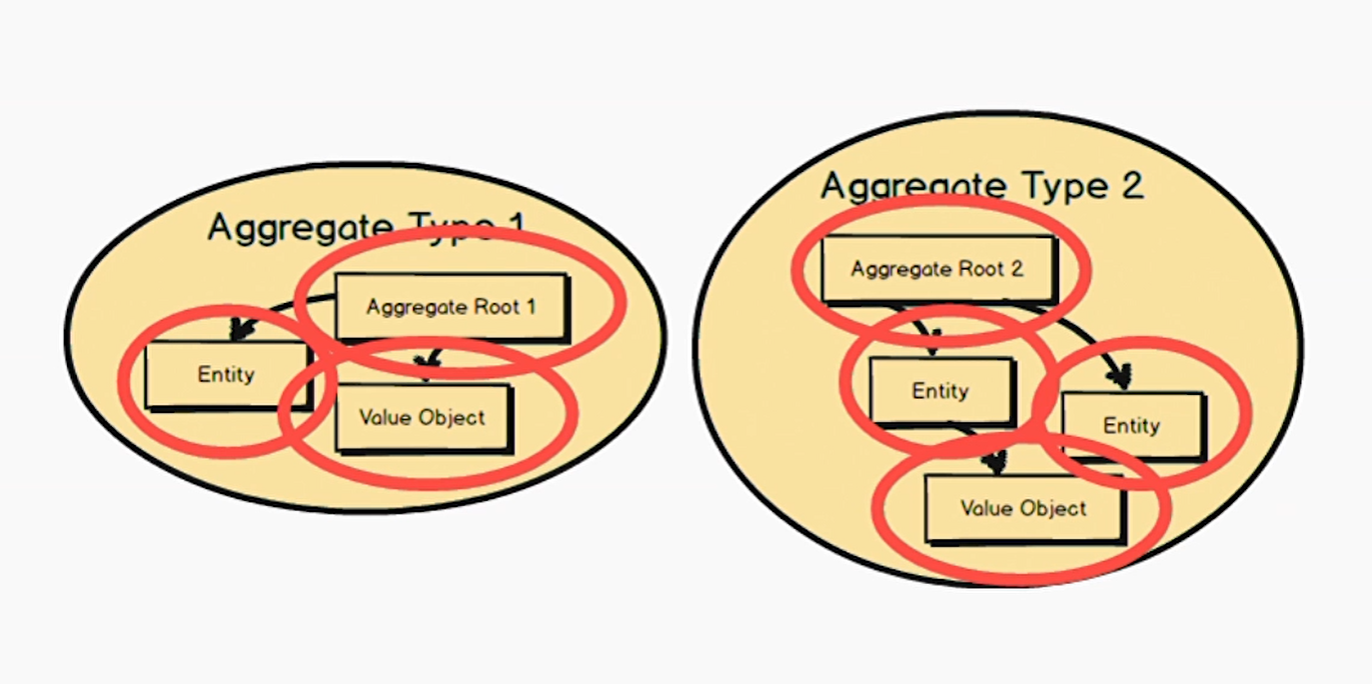 Aggregate Type 1
Aggregate Root 1
Entity
Value Object
Aggregate Type 2
Aggregate Root 2
Entity
Entity
Value Object